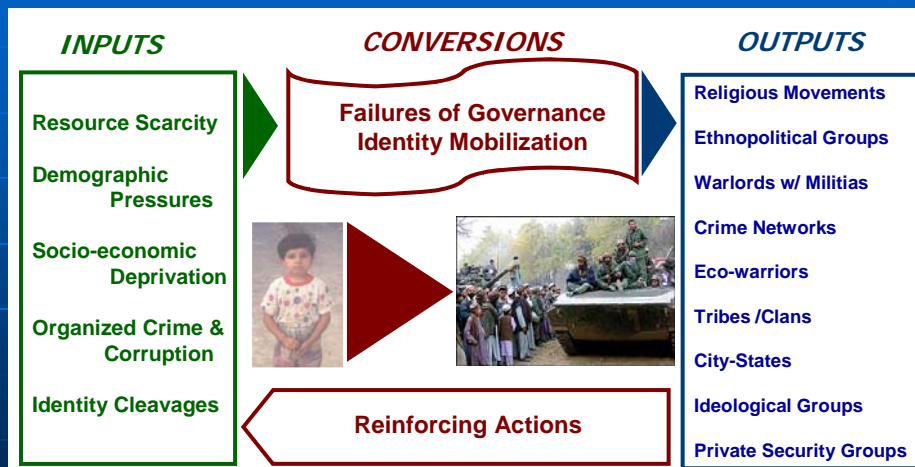 INPUTS
Resource Scarcity
Demographic
Pressures
Socio-economic
Deprivation
Organized Crime &
Corruption
Identity Cleavages
CONVERSIONS
Failures of Governance
Identity Mobilization
Reinforcing Actions
OUTPUTS
Religious Movements
Ethnopolitical Groups
Warlords w/ Militias
Crime Networks
Eco-warriors
Tribes /Clans
City-States
Ideological Groups
Private Security Groups